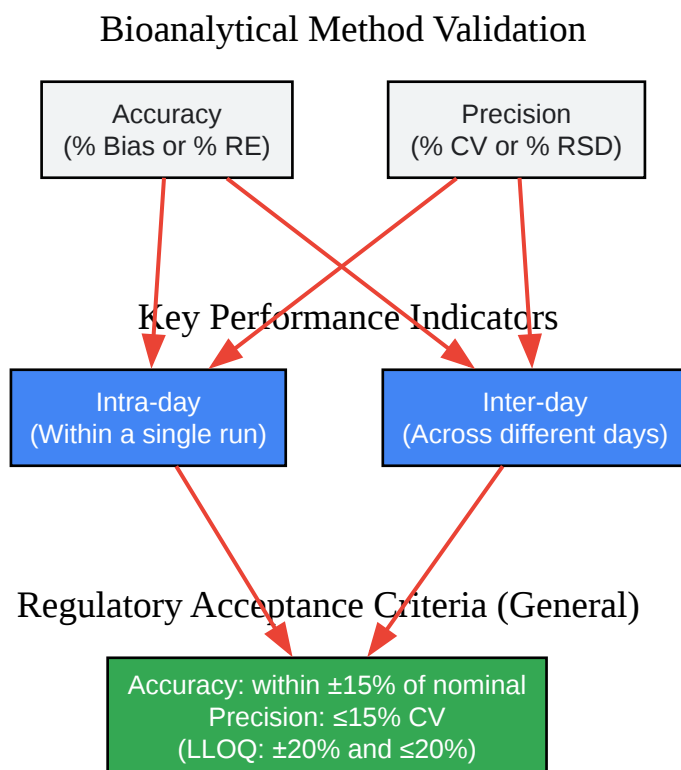 Bioanalytical Method Validation
Accuracy
(% Bias or % RE)
Precision
(% CV or % RSD)
Key Performance Indicators
Intra-day
(Within a single run)
Inter-day
(Across different days)
Regulatory Acceptance Criteria (General)
Accuracy: within ±15% of nominal
Precision: ≤15% CV
(LLOQ: ±20% and ≤20%)